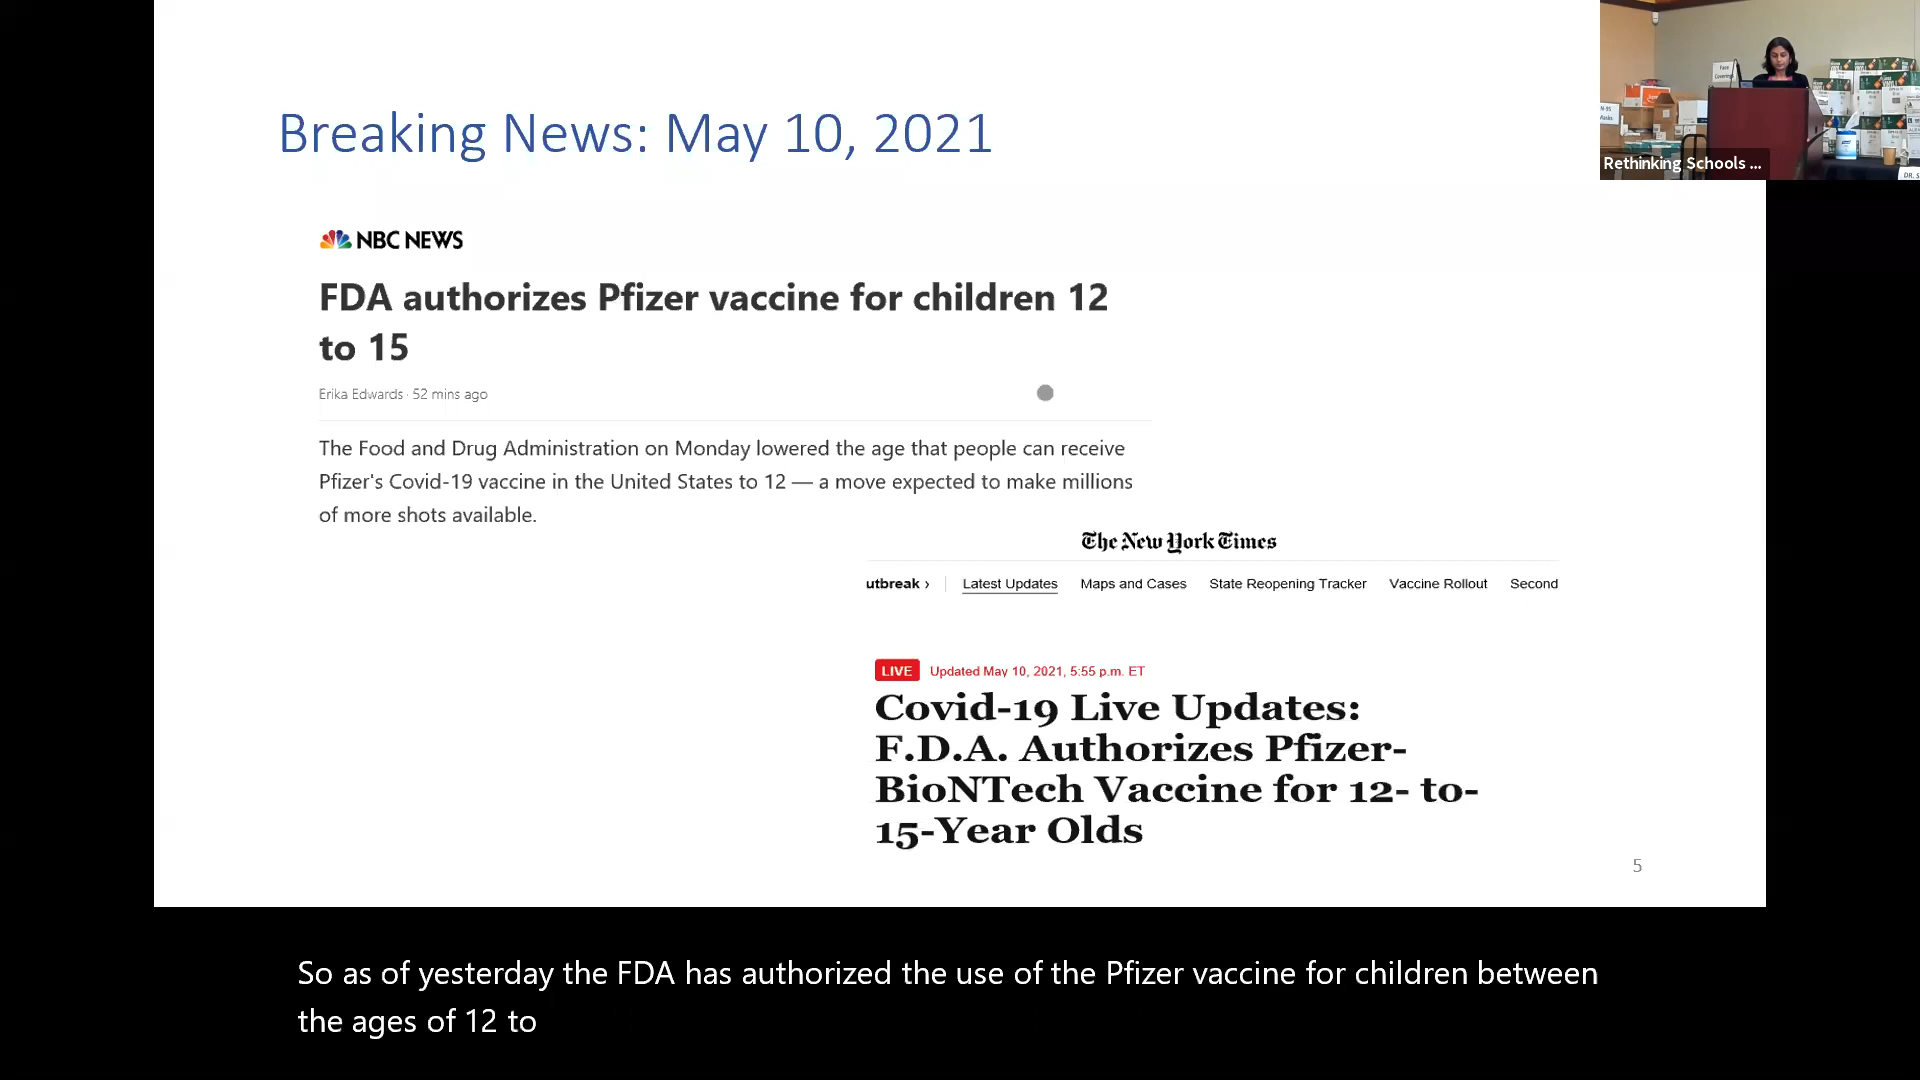 Breaking News: May 10, 2021
NBC NEWS
FDA authorizes Pfizer vaccine for children 12
to 15
Erika Edwards · 52 mins ago
The Food and Drug Administration on Monday lowered the age that people can receive
Pfizer's Covid-19 vaccine in the United States to 12 — a move expected to make millions
of more shots available.
The New York Times
utbreak ›
Latest Updates
Maps and Cases
State Reopening Tracker
Vaccine Rollout
Second
LIVE
Updated May 10, 2021, 5:55 p.m. ET
Covid-19 Live Updates:
F.D.A. Authorizes Pfizer-
BioNTech Vaccine for 12- to-
15-Year Olds
5
Face
Coverings
N-95
Masks
DR. S
Rethinking Schools ...
So as of yesterday the FDA has authorized the use of the Pfizer vaccine for children between
the ages of 12 to